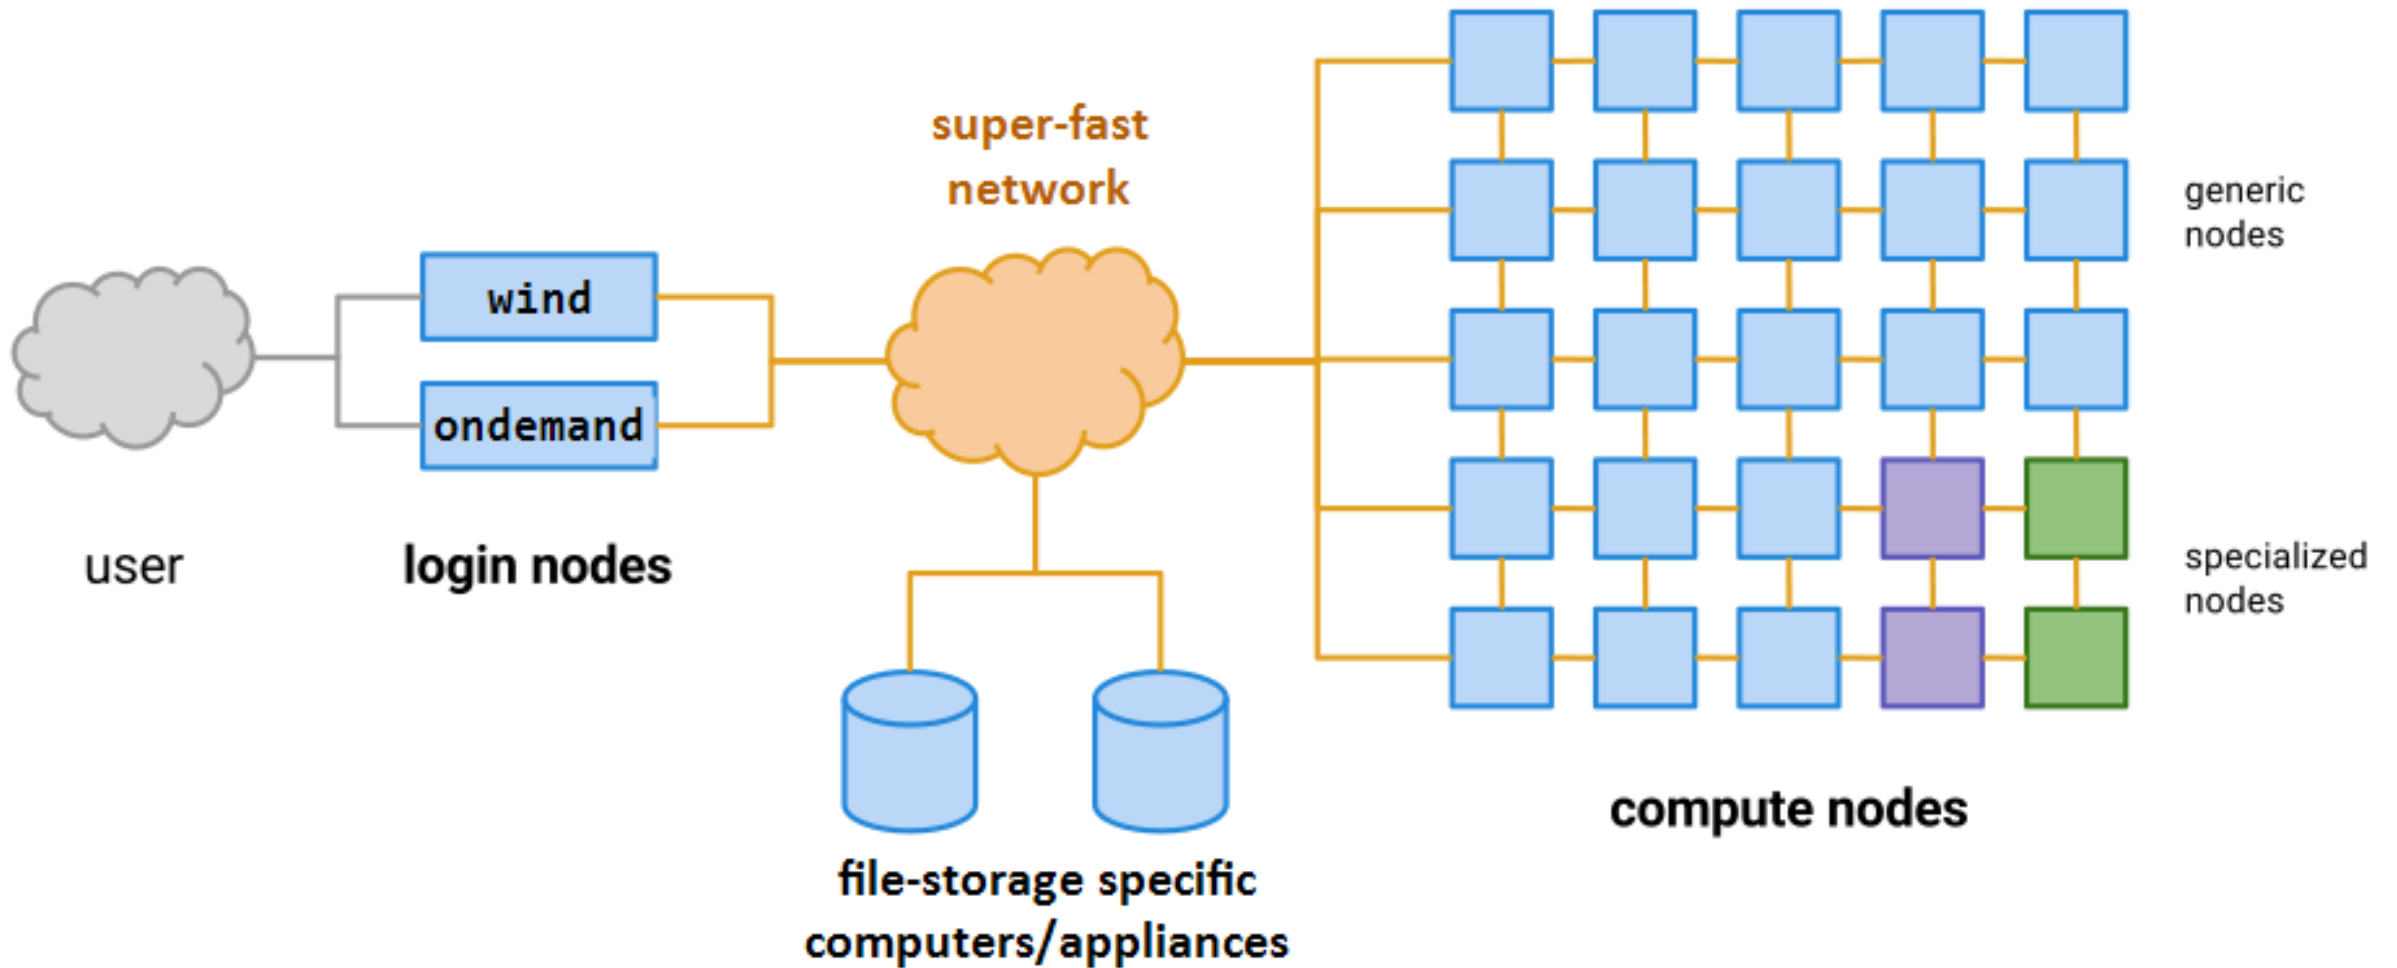 super-fast
network
generic
nodes
wind
ondemand
user
login nodes
specialized
nodes
compute nodes
file-storage specific
computers/appliances